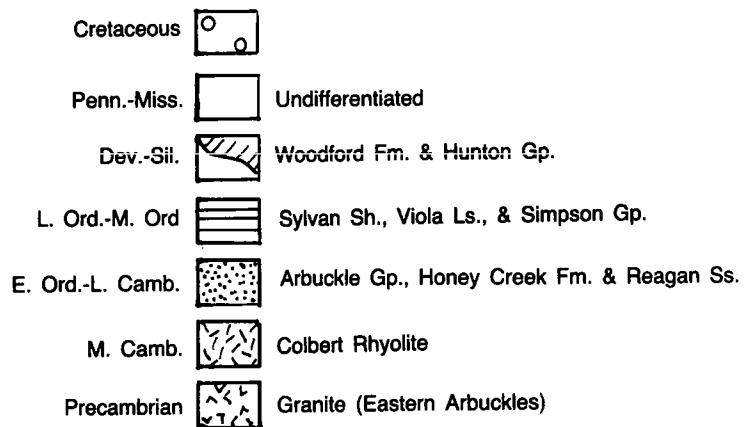 Cretaceous
Penn.-Miss. Undifferentiated
Dev.-Sil. Woodford Fm. & Hunton Gp.
L. Ord.-M. Ord Sylvan Sh., Viola Ls., & Simpson Gp.
E. Ord.-L. Camb. Arbuckle Gp., Honey Creek Fm. & Reagan Ss.
M. Camb. Colbert Rhyolite
Precambrian Granite (Eastern Arbuckles)